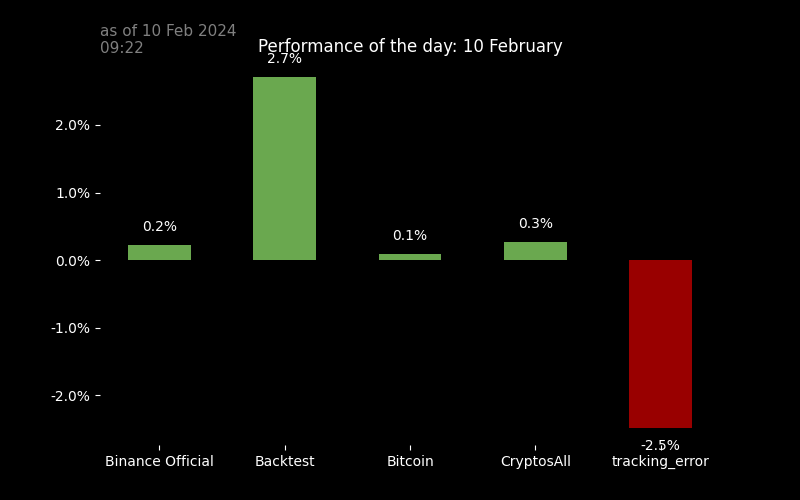 as of 10 Feb 2024
09:22
Performance of the day: 10 February
2.7%
2.0%
1.0%
0.2%
0.1%
0.3%
0.0%
-1.0%
-2.0%
-2.5%
Binance Official
Backtest
Bitcoin
CryptosAll
tracking_error